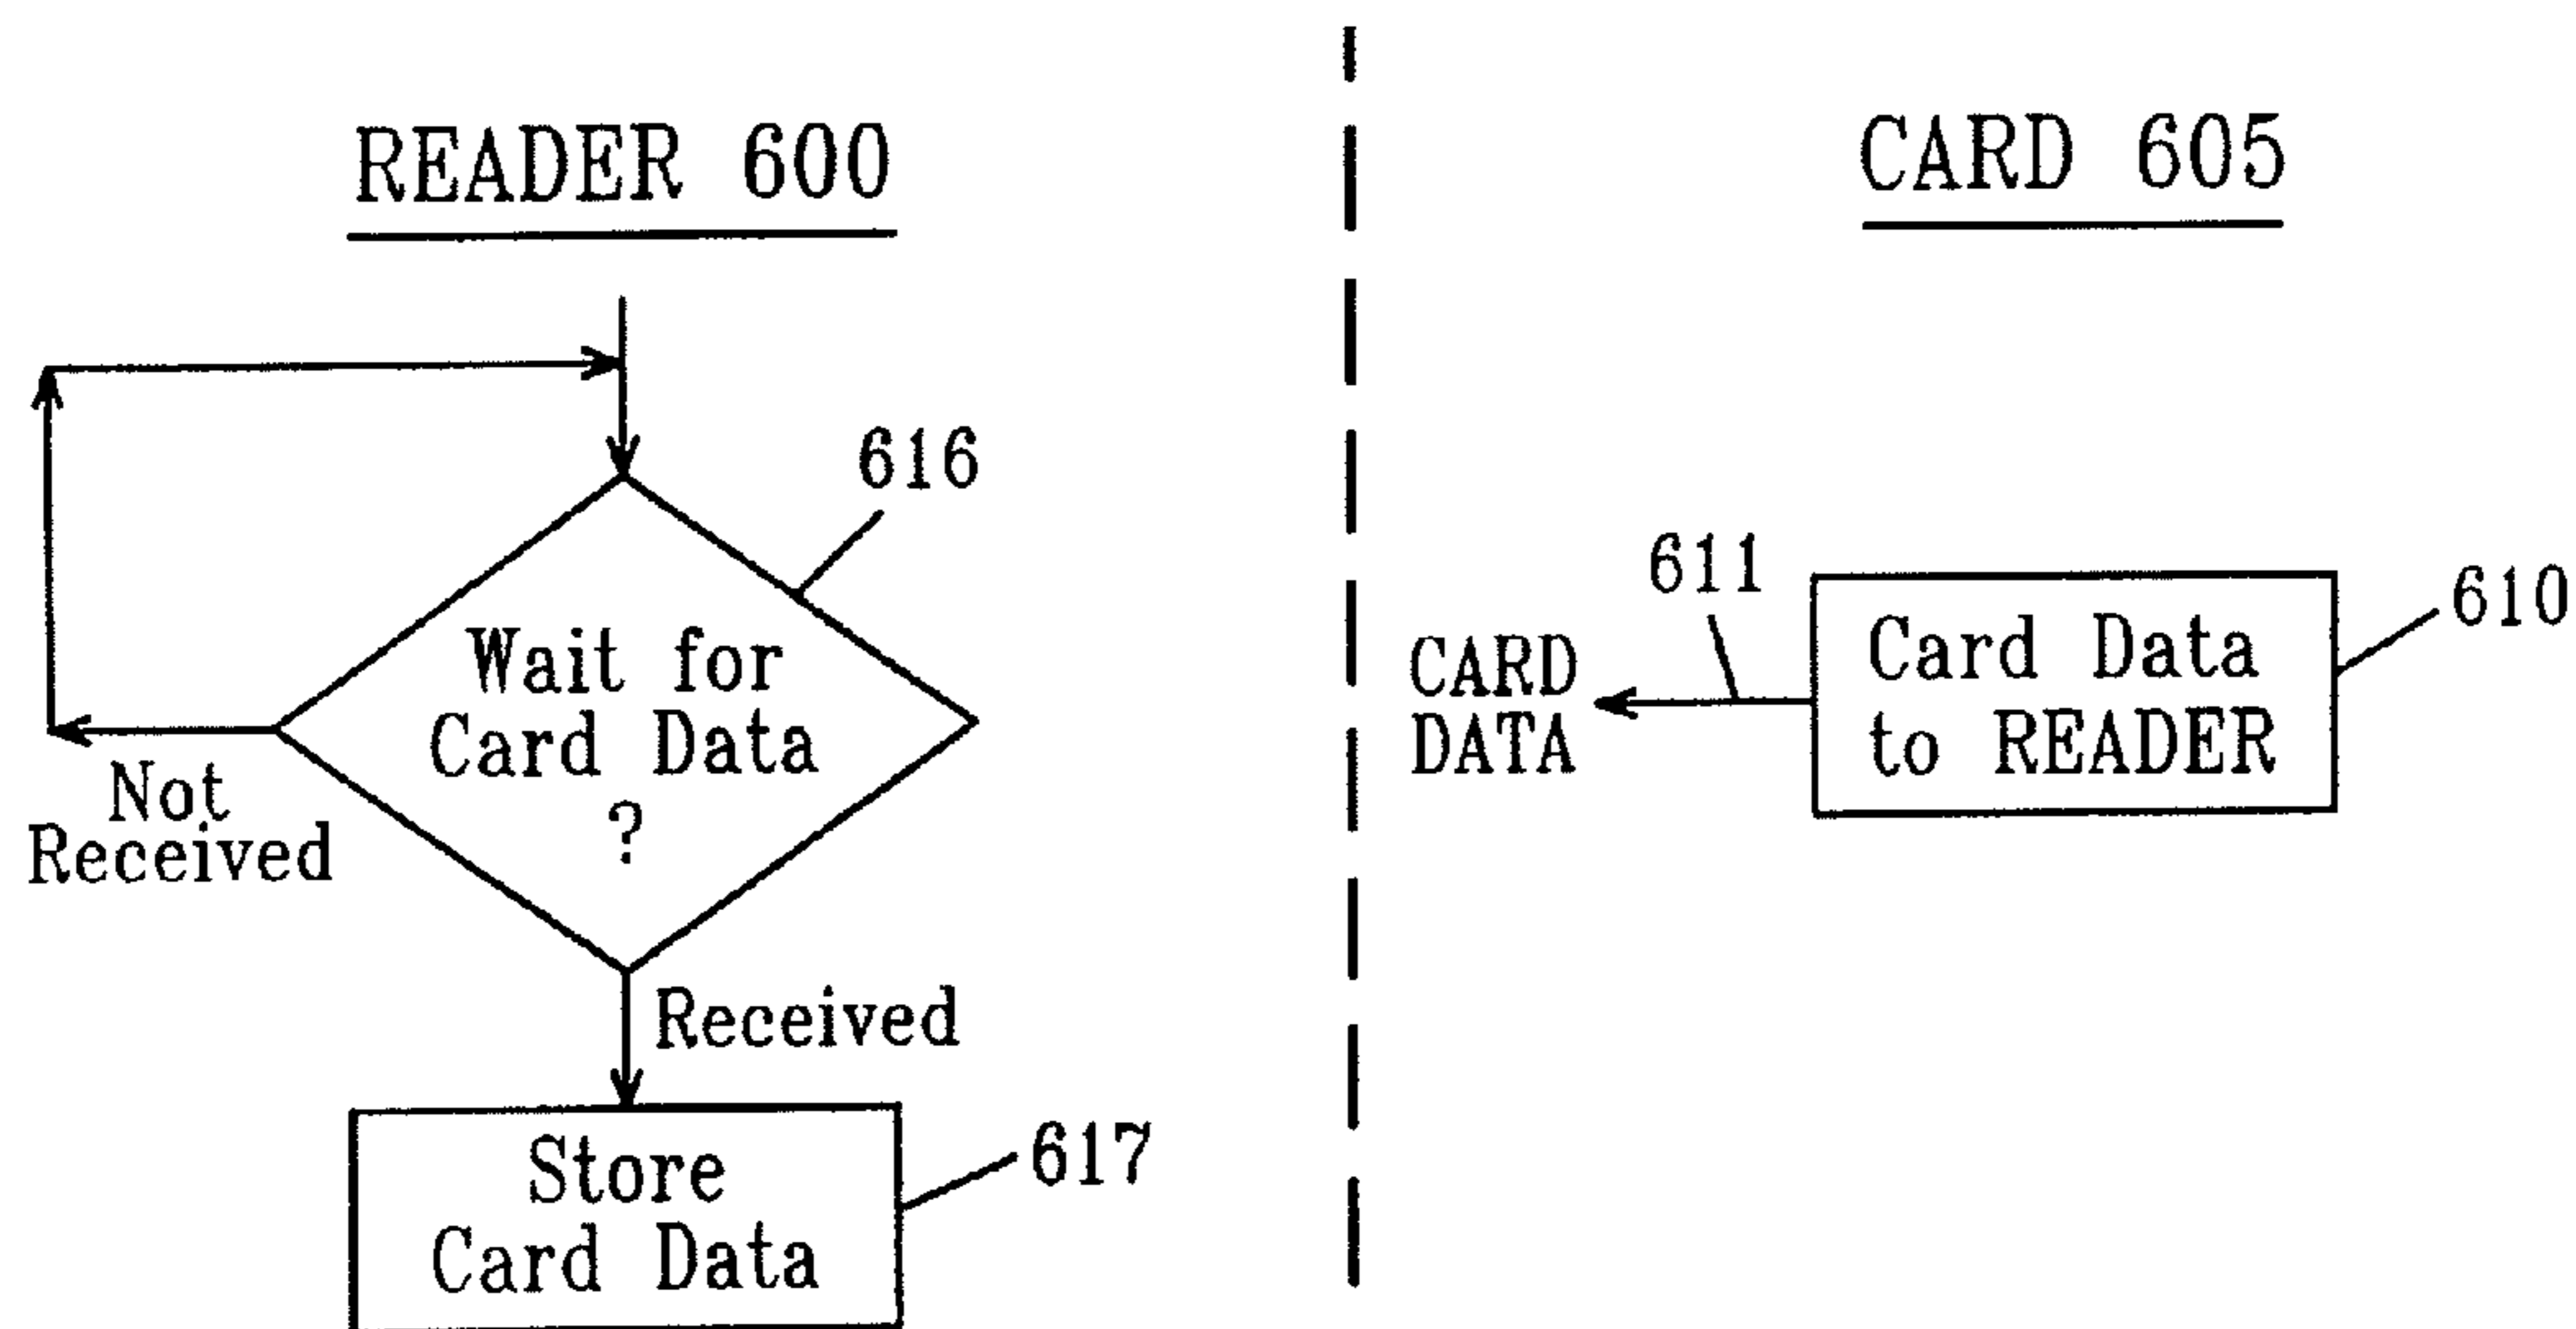 READER 600
CARD 605
616
Wait for
Card Data
?
Not
Received
Received
Store
Card Data
617
611
CARD
DATA
Card Data
to READER
610